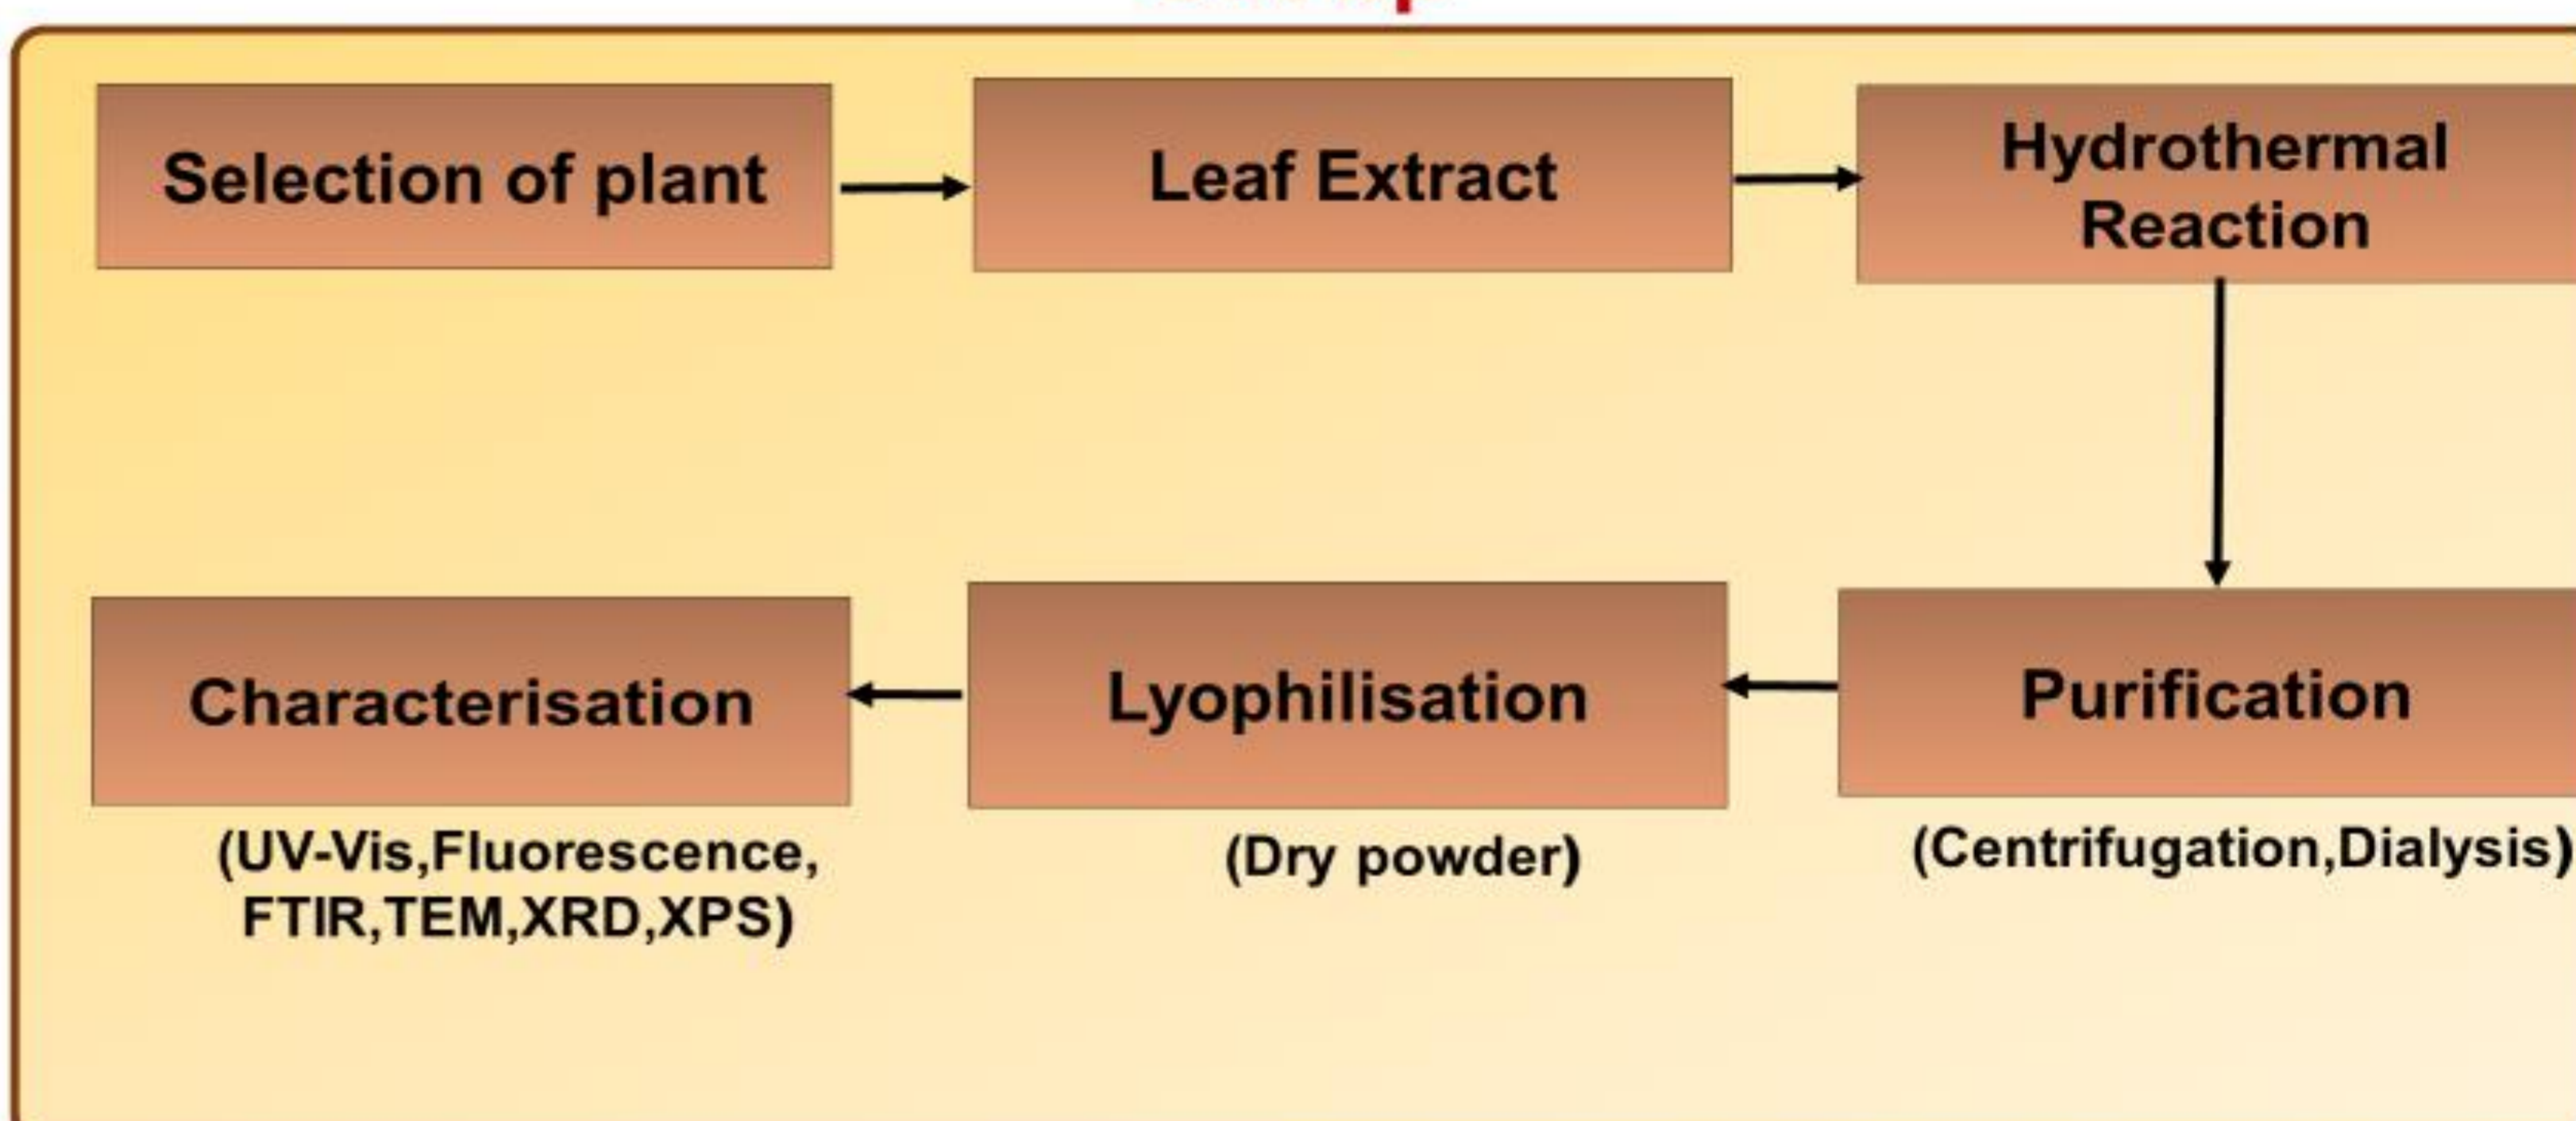 Selection of plant
Leaf Extract
Hydrothermal
Reaction
Characterisation
Lyophilisation
Purification
(UV-Vis,Fluorescence,
FTIR,TEM,XRD,XPS)
(Dry powder)
(Centrifugation,Dialysis)